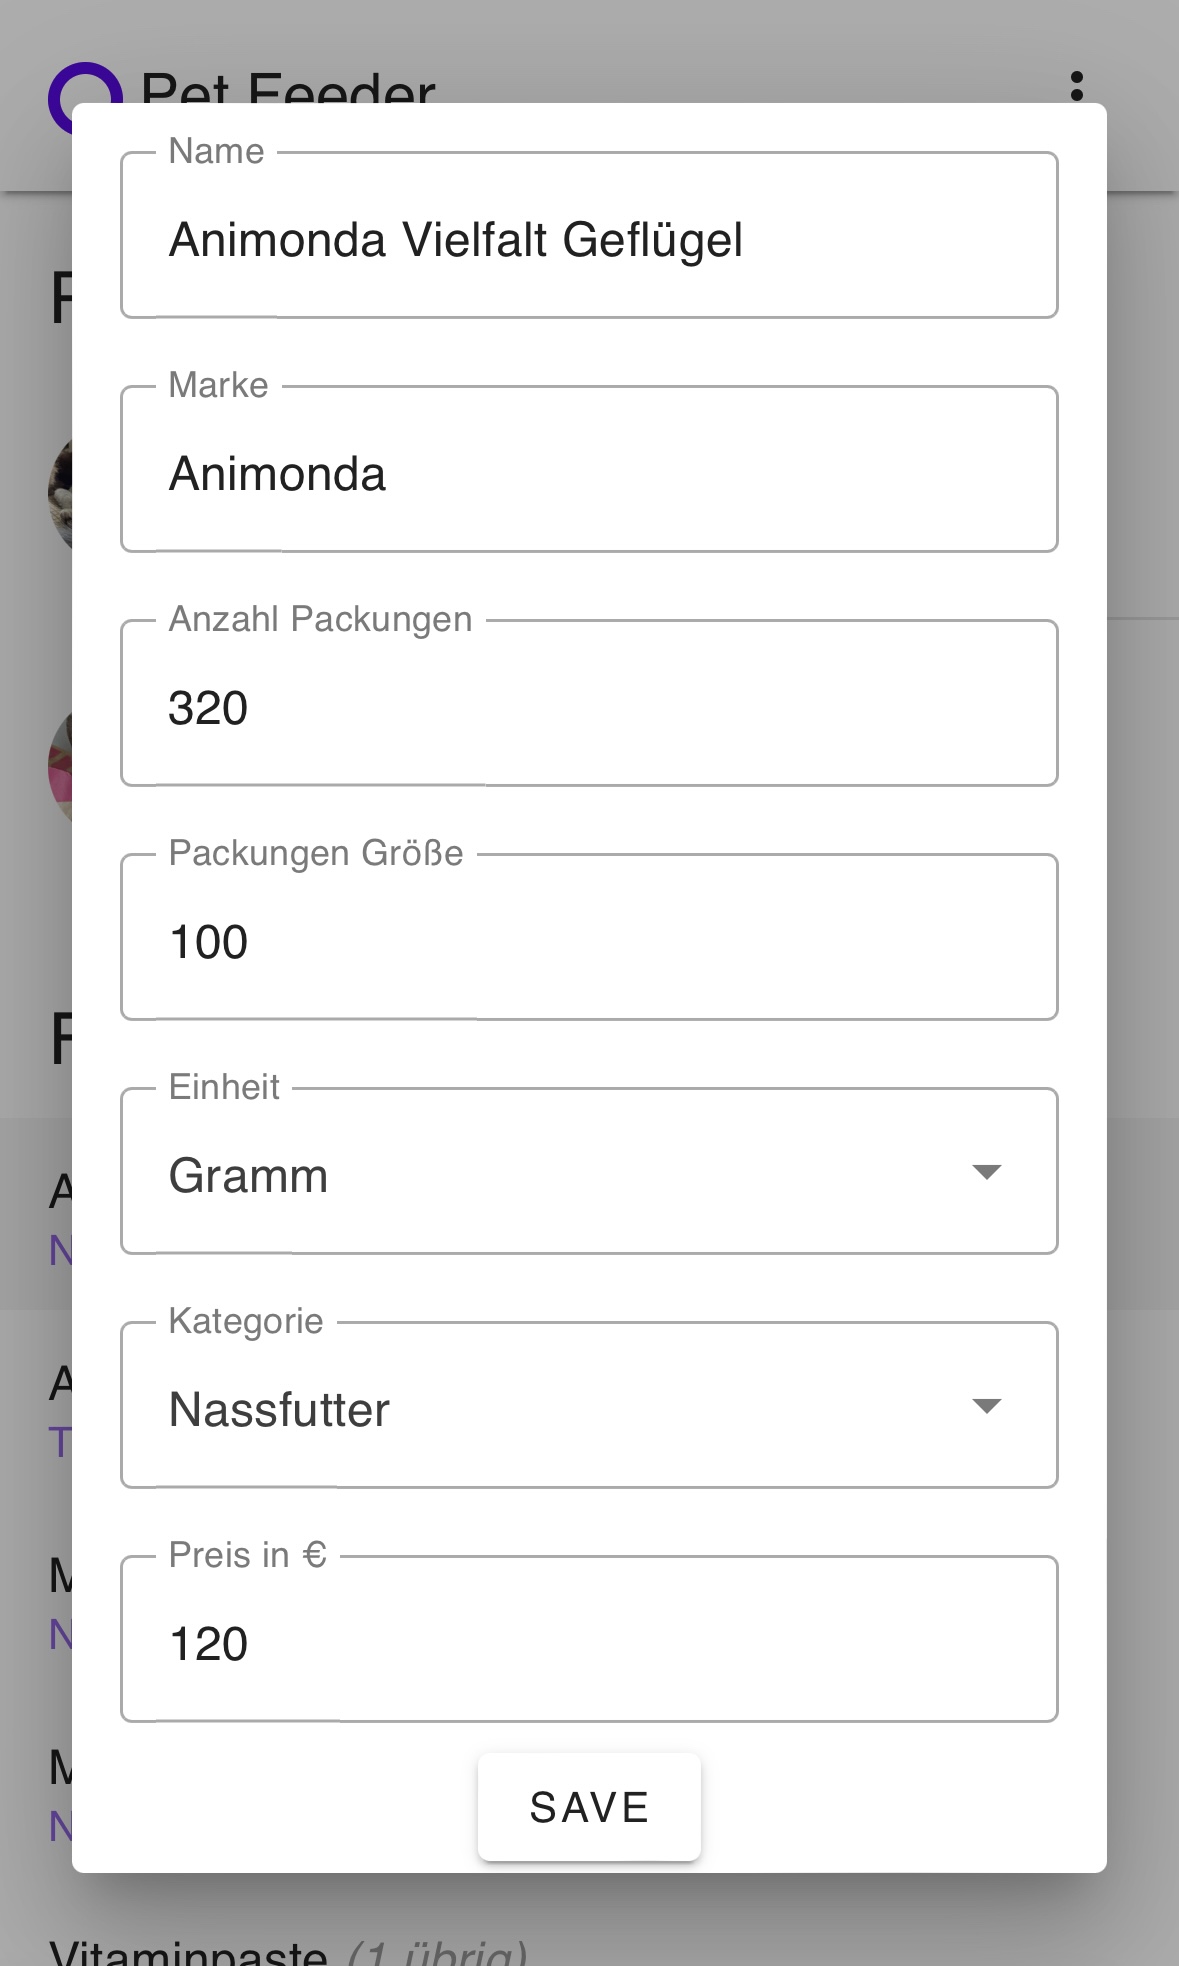 Pet Feeder
Name
Animonda Vielfalt Geflügel
Marke
Animonda
Anzahl Packungen
320
Packungen Größe
100
Einheit
Gramm
Kategorie
Nassfutter
Preis in €
120
SAVE
Vitaminpaste (1 übrig)